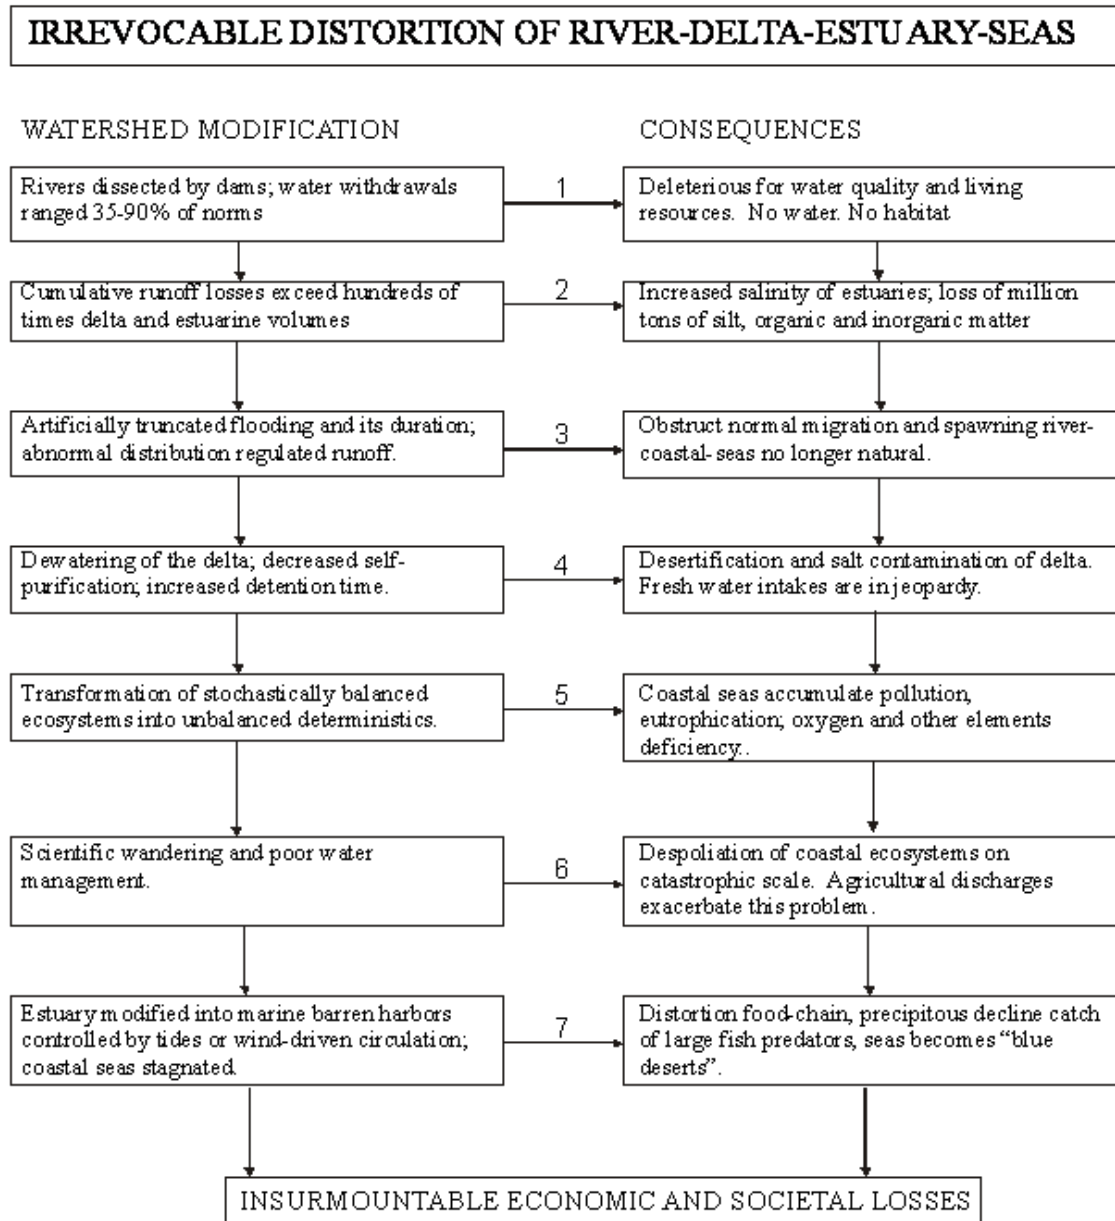 IRREVOCABLE DISTORTION OF RIVER-DELTA-ESTUARY-SEAS
WATERSHED MODIFICATION
CONSEQUENCES
Rivers dissected by dams; water withdrawals
ranged 35-90% of norms
1
Deleterious for water quality and living
resources. No water. No habitat
Cumulative runoff losses exceed hundreds of
times delta and estuarine volumes
2
Increased salinity of estuaries; loss of million
tons of silt, organic and inorganic matter
Artificially truncated flooding and its duration;
abnormal distribution regulated runoff.
3
Obstruct normal migration and spawning river-
coastal-seas no longer natural.
Dewatering of the delta; decreased self-
purification; increased detention time.
4
Desertification and salt contamination of delta.
Fresh water intakes are in jeopardy.
Transformation of stochastically balanced
ecosystems into unbalanced deterministics.
5
Coastal seas accumulate pollution,
eutrophication; oxygen and other elements
deficiency..
Scientific wandering and poor water
management.
6
Despoliation of coastal ecosystems on
catastrophic scale. Agricultural discharges
exacerbate this problem.
Estuary modified into marine barren harbors
controlled by tides or wind-driven circulation;
coastal seas stagnated.
7
Distortion food-chain, precipitous decline catch
of large fish predators, seas becomes “blue
deserts”.
INSURMOUNTABLE ECONOMIC AND SOCIETAL LOSSES